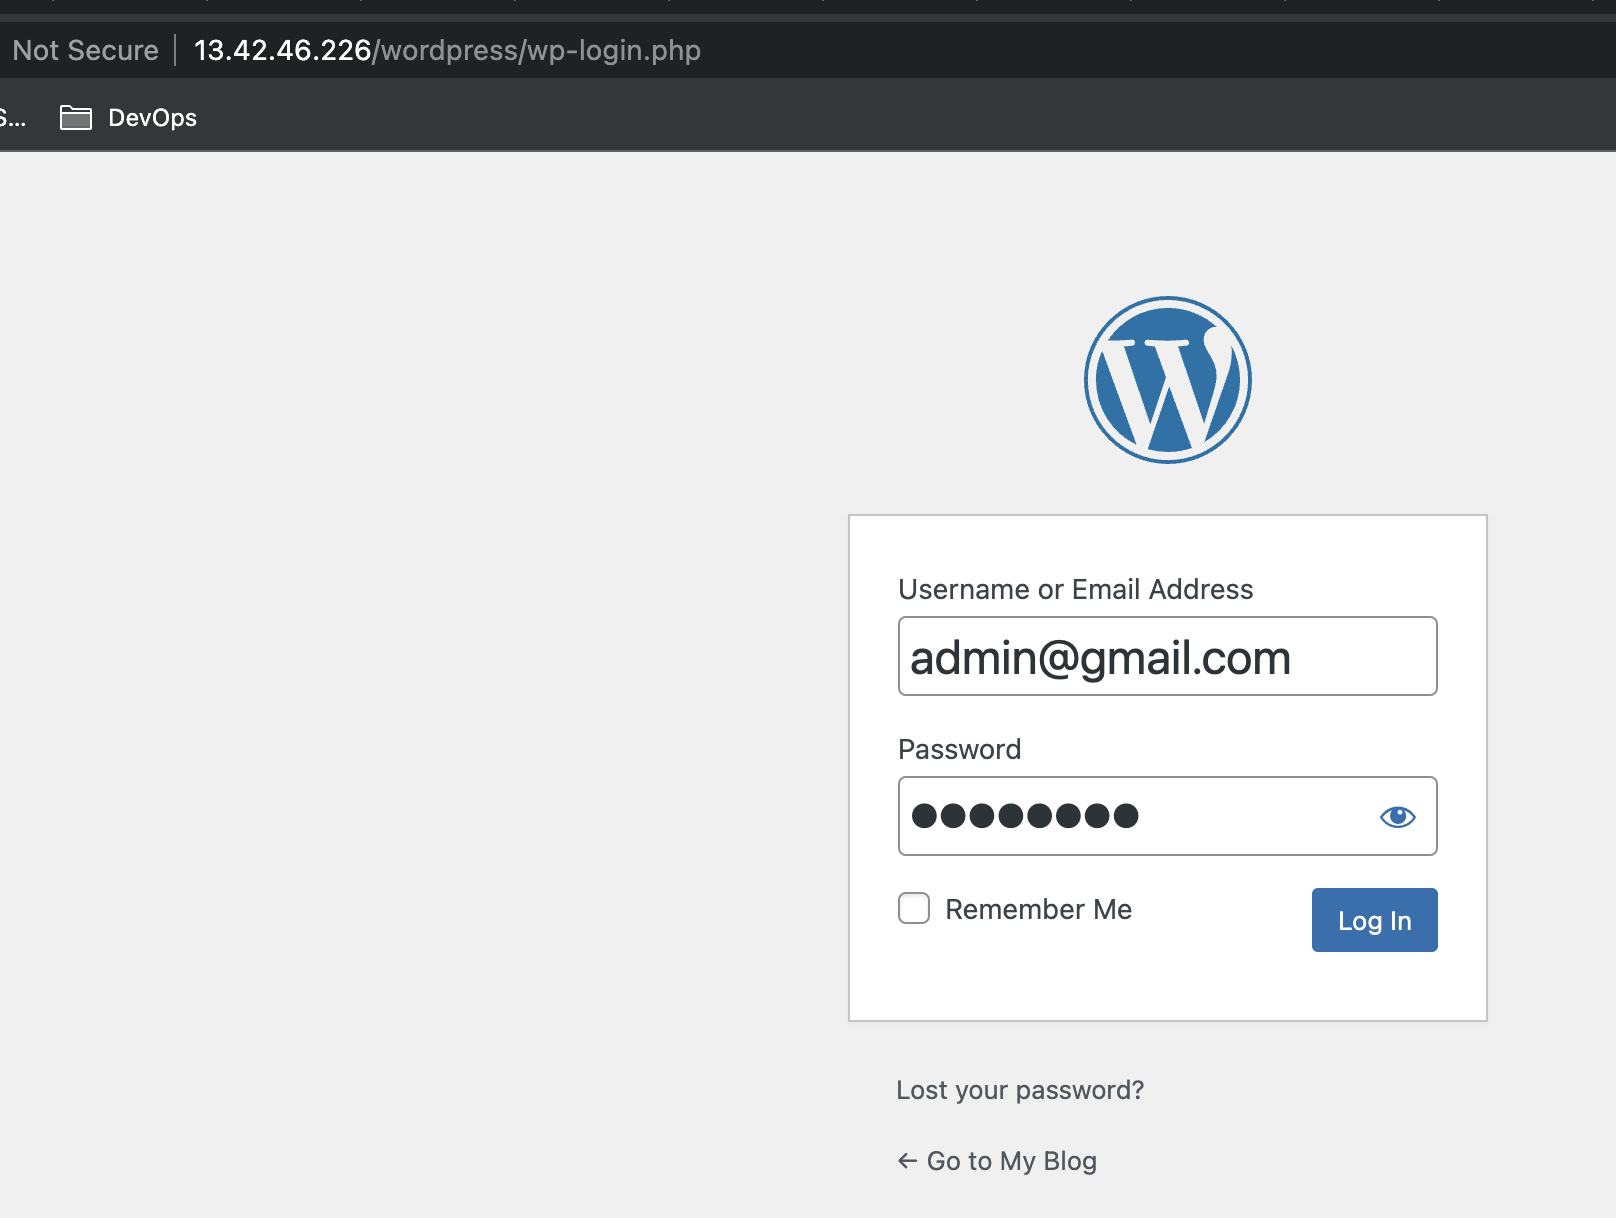 Not Secure 13.42.46.226/wordpress/wp-login.php
S... DevOps
Username or Email Address
admin@gmail.com
Password
Remember Me
Log In
Lost your password?
← Go to My Blog